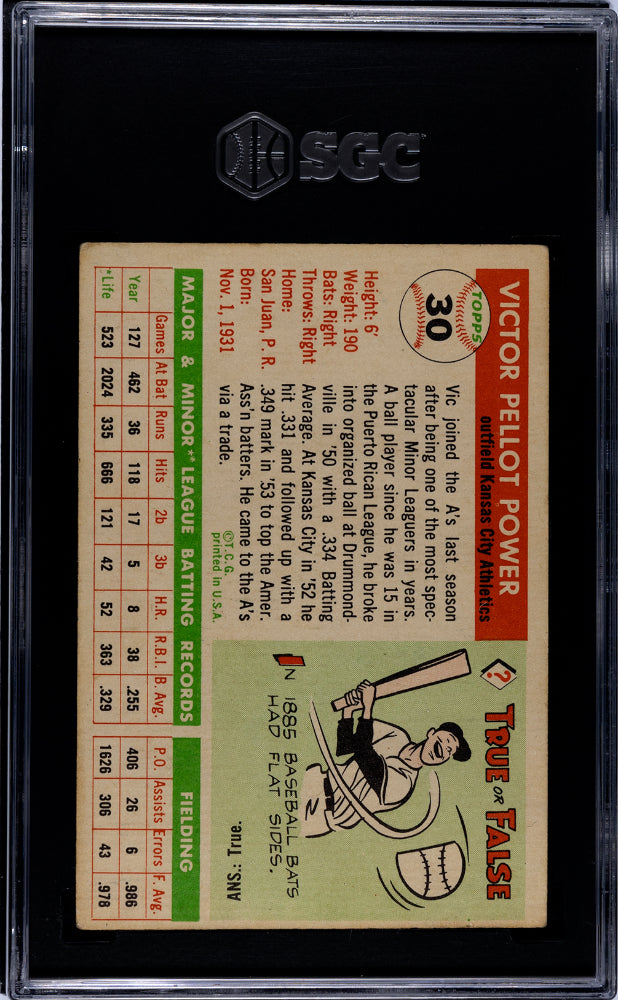 SGC
TOPPS
30
VICTOR PELLOT POWER
outfield Kansas City Athletics
Height: 6'
Weight: 190
Bats: Right
Throws: Right
Home:
San Juan, P. R.
Born:
Nov. 1, 1931
Vic joined the A's last season
after being one of the most spec-
tacular Minor Leaguers in years.
A ball player since he was 15 in
the Puerto Rican League, he broke
into organized ball at Drummond-
ville in '50 with a .334 Batting
Average. At Kansas City in '52 he
hit .331 and followed up with a
.349 mark in '53 to top the Amer.
Ass'n batters. He came to the A's
via a trade.
©T.C.G.
printed in U.S.A.
?
TRUE OR FALSE
IN 1885 BASEBALL BATS
HAD FLAT SIDES.
ANS.: True.
MAJOR & MINOR** LEAGUE BATTING RECORDS
FIELDING
Games At Bat Runs Hits 2b 3b H.R. R.B.I. B. Avg. P.O. Assists Errors F. Avg.
Year 127 462 36 118 17 5 8 38 .255 406 26 6 .986
*Life 523 2024 335 666 121 42 52 363 .329 1626 306 43 .978